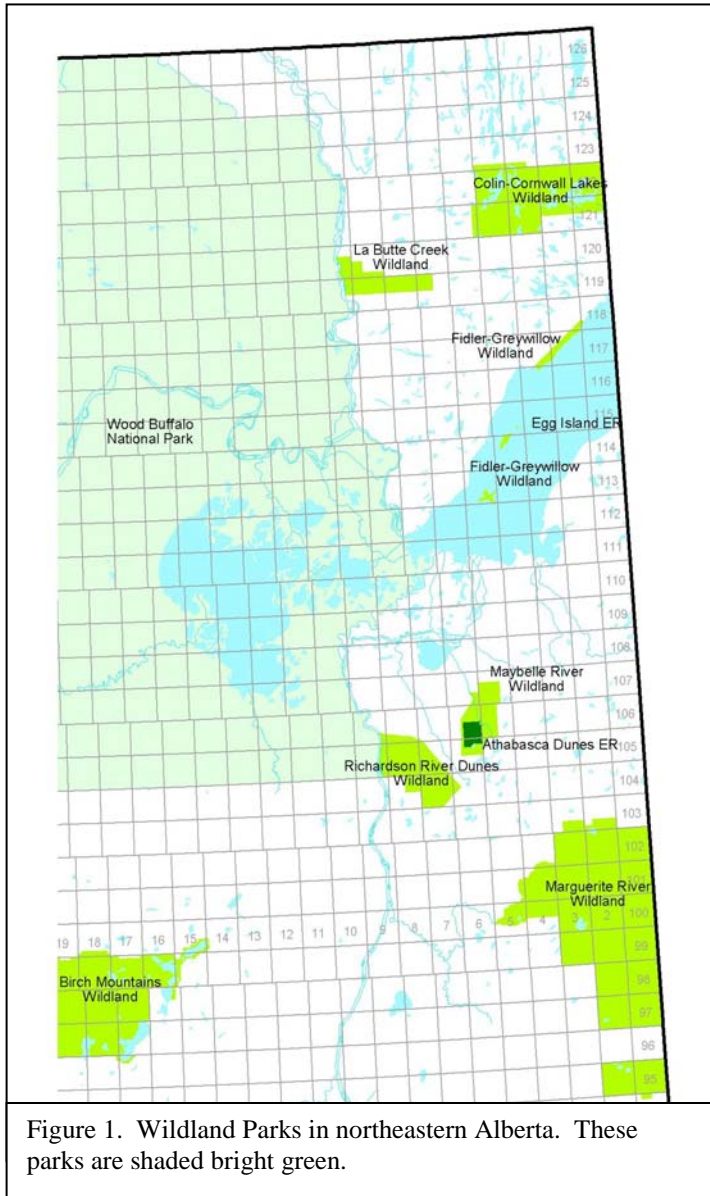 126
125
124
123
Colin-Cornwall Lakes
Wildland
121
120
La Butte Creek
Wildland
119
118
Fidler-Greywillow
Wildland
117
116
115
Egg Island ER
114
Wood Buffalo
National Park
Fidler-Greywillow
Wildland
113
112
111
110
109
108
Maybelle River
Wildland
107
106
Athabasca Dunes ER
105
Richardson River Dunes
Wildland
104
103
102
101
Marguerite River
Wildland
100
19 18 17 16 15 14 13 12 11 10 9 8 7 6 5 4 3 2
99
Birch Mountains
Wildland
98
97
96
95
Figure 1. Wildland Parks in northeastern Alberta. These
parks are shaded bright green.